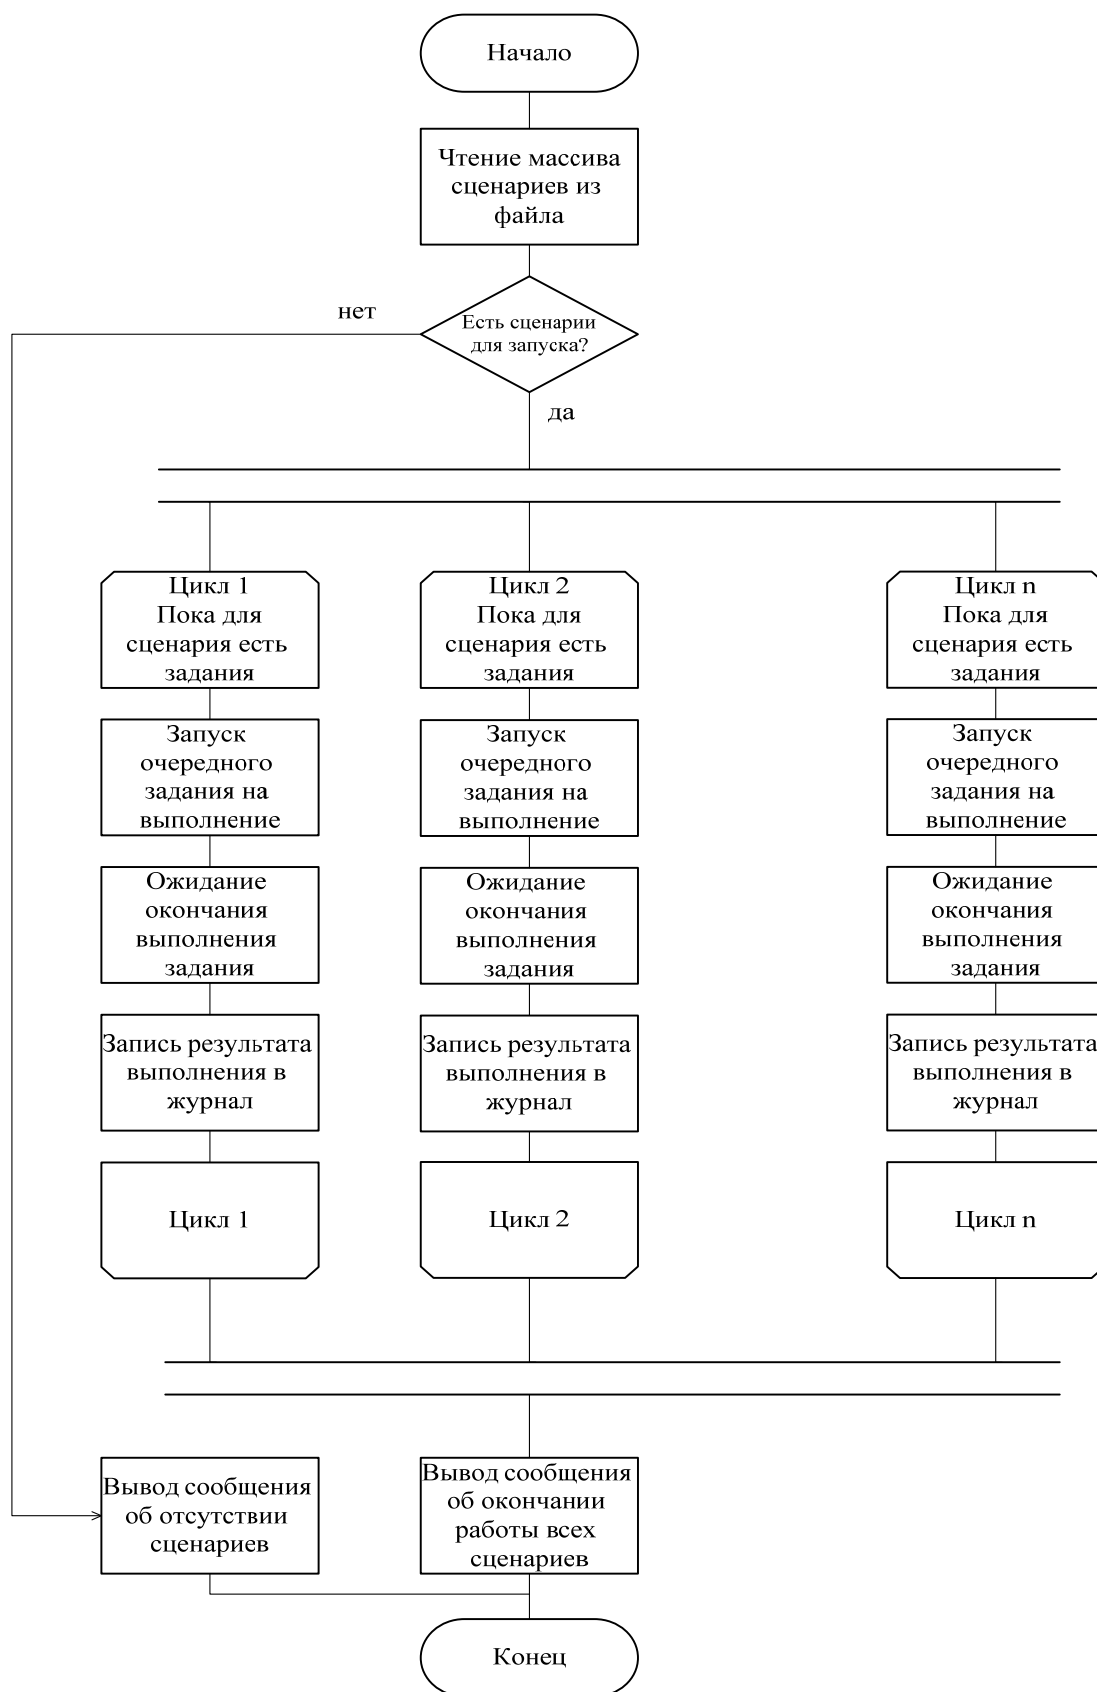 Начало
Чтение массива
сценариев из
файла
нет
Есть сценарии
для запуска?
да
Цикл 1
Пока для
сценария есть
задания
Запуск
очередного
задания на
выполнение
Ожидание
окончания
выполнения
задания
Запись результата
выполнения в
журнал
Цикл 1
Цикл 2
Пока для
сценария есть
задания
Запуск
очередного
задания на
выполнение
Ожидание
окончания
выполнения
задания
Запись результата
выполнения в
журнал
Цикл 2
Цикл n
Пока для
сценария есть
задания
Запуск
очередного
задания на
выполнение
Ожидание
окончания
выполнения
задания
Запись результата
выполнения в
журнал
Цикл n
Вывод сообщения
об отсутствии
сценариев
Вывод сообщения
об окончании
работы всех
сценариев
Конец